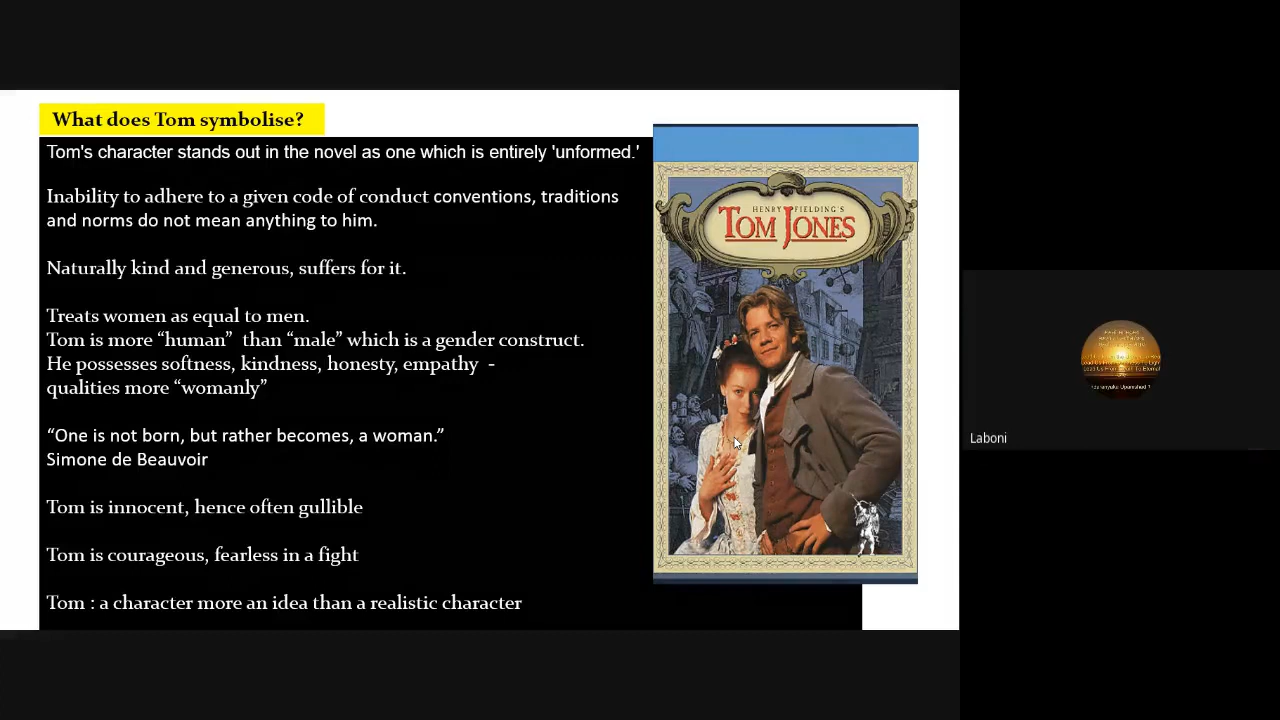 What does Tom symbolise?
Tom's character stands out in the novel as one which is entirely 'unformed.'
Inability to adhere to a given code of conduct conventions, traditions
and norms do not mean anything to him.
Naturally kind and generous, suffers for it.
Treats women as equal to men.
Tom is more “human”  than “male” which is a gender construct.
He possesses softness, kindness, honesty, empathy  -
qualities more “womanly”
“One is not born, but rather becomes, a woman.”
Simone de Beauvoir
Tom is innocent, hence often gullible
Tom is courageous, fearless in a fight
Tom : a character more an idea than a realistic character
HENRY FIELDING'S
TOM JONES
Laboni